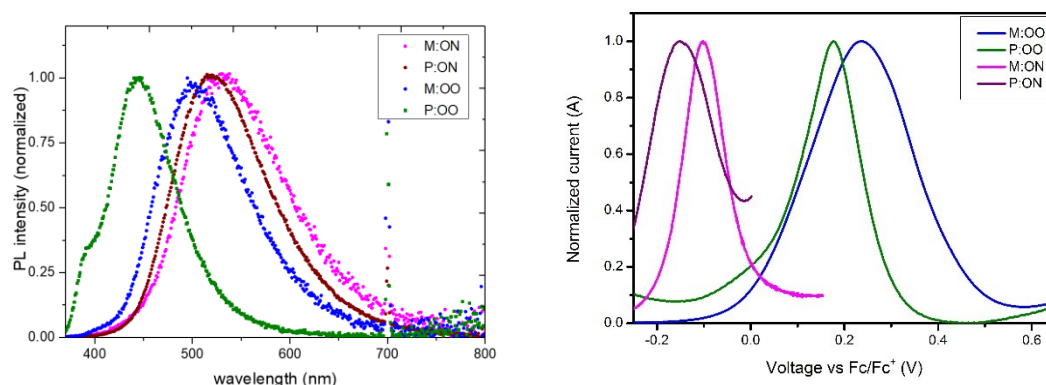 M:ON
P:ON
M:OO
P:OO
1.00
0.75
0.50
0.25
0.00
PL intensity (normalized)
400 500 600 700 800
wavelength (nm)
M:OO
P:OO
M:ON
P:ON
1.0
0.8
0.6
0.4
0.2
0.0
Normalized current (A)
-0.2 0.0 0.2 0.4 0.6
Voltage vs Fc/Fc⁺ (V)